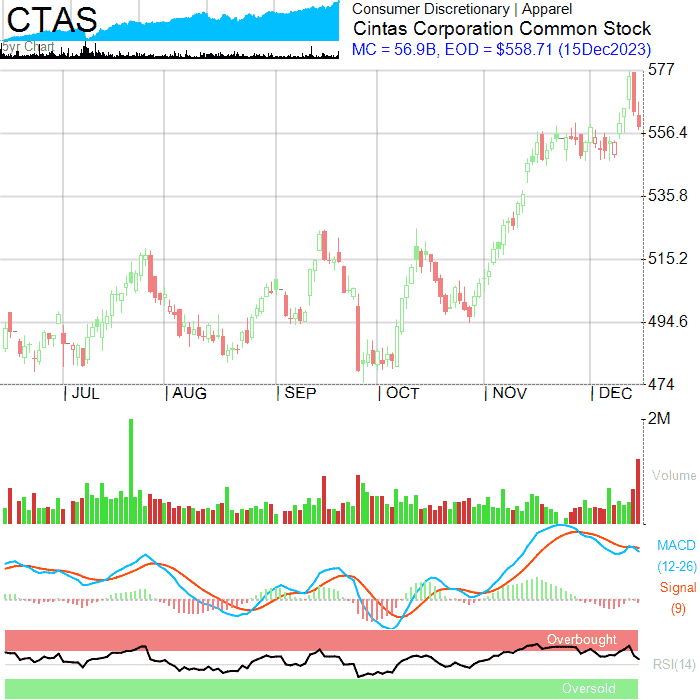 CTAS
5yr Chart
Consumer Discretionary | Apparel
Cintas Corporation Common Stock
MC = 56.9B, EOD = $558.71 (15Dec2023)
577
556.4
535.8
515.2
494.6
474
| JUL | AUG | SEP | OCT | NOV | DEC
2M
Volume
MACD
(12-26)
Signal
(9)
Overbought
RSI(14)
Oversold